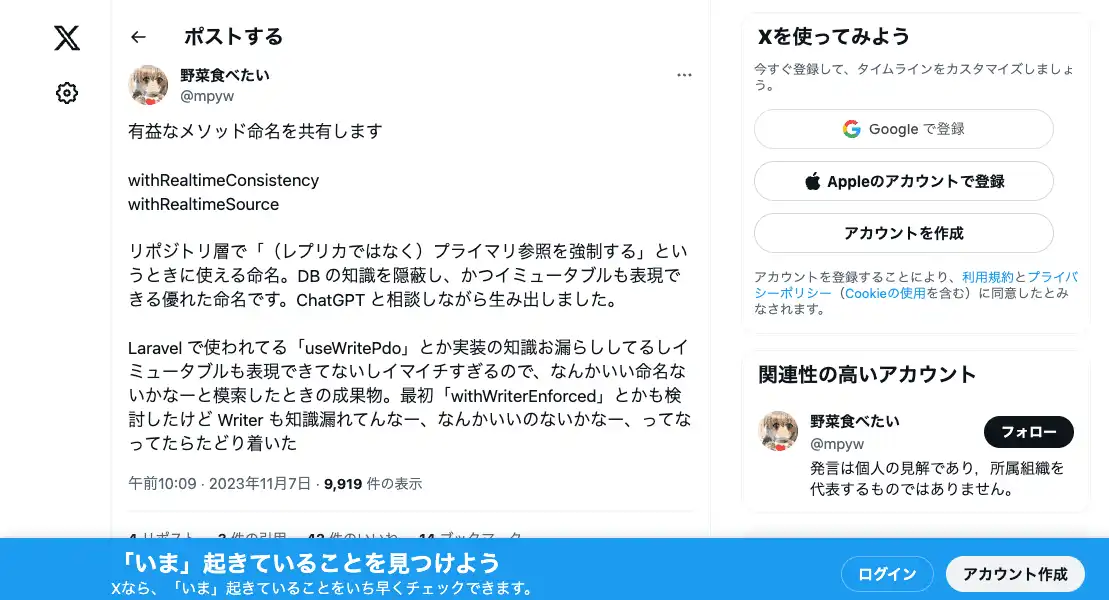 ポストする
野菜食べたい
@mpyw
有益なメソッド命名を共有します
withRealtimeConsistency
withRealtimeSource
リポジトリ層で「（レプリカではなく）プライマリ参照を強制する」とい
うときに使える命名。DB の知識を隠蔽し、かつイミュータブルも表現で
きる優れた命名です。ChatGPT と相談しながら生み出しました。
Laravel で使われてる「useWritePdo」とか実装の知識お漏らししてるしイ
ミュータブルも表現できてないしイマイチすぎるので、なんかいい命名な
いかなーと模索したときの成果物。最初「withWriterEnforced」とかも検
討したけど Writer も知識漏れてんなー、なんかいいのないかなー、ってな
ってたらたどり着いた
午前10:09 · 2023年11月7日 · 9,919 件の表示
4 リポスト 3 件の引用 42 件のいいね 14 ブックマーク
Xを使ってみよう
今すぐ登録して、タイムラインをカスタマイズしましょ
う。
Google で登録
Appleのアカウントで登録
アカウントを作成
アカウントを登録することにより、利用規約とプライバ
シーポリシー（Cookieの使用を含む）に同意したとみ
なされます。
関連性の高いアカウント
野菜食べたい
@mpyw
フォロー
発言は個人の見解であり，所属組織を
代表するものではありません。
「いま」起きていることを見つけよう
Xなら、「いま」起きていることをいち早くチェックできます。
ログイン
アカウント作成